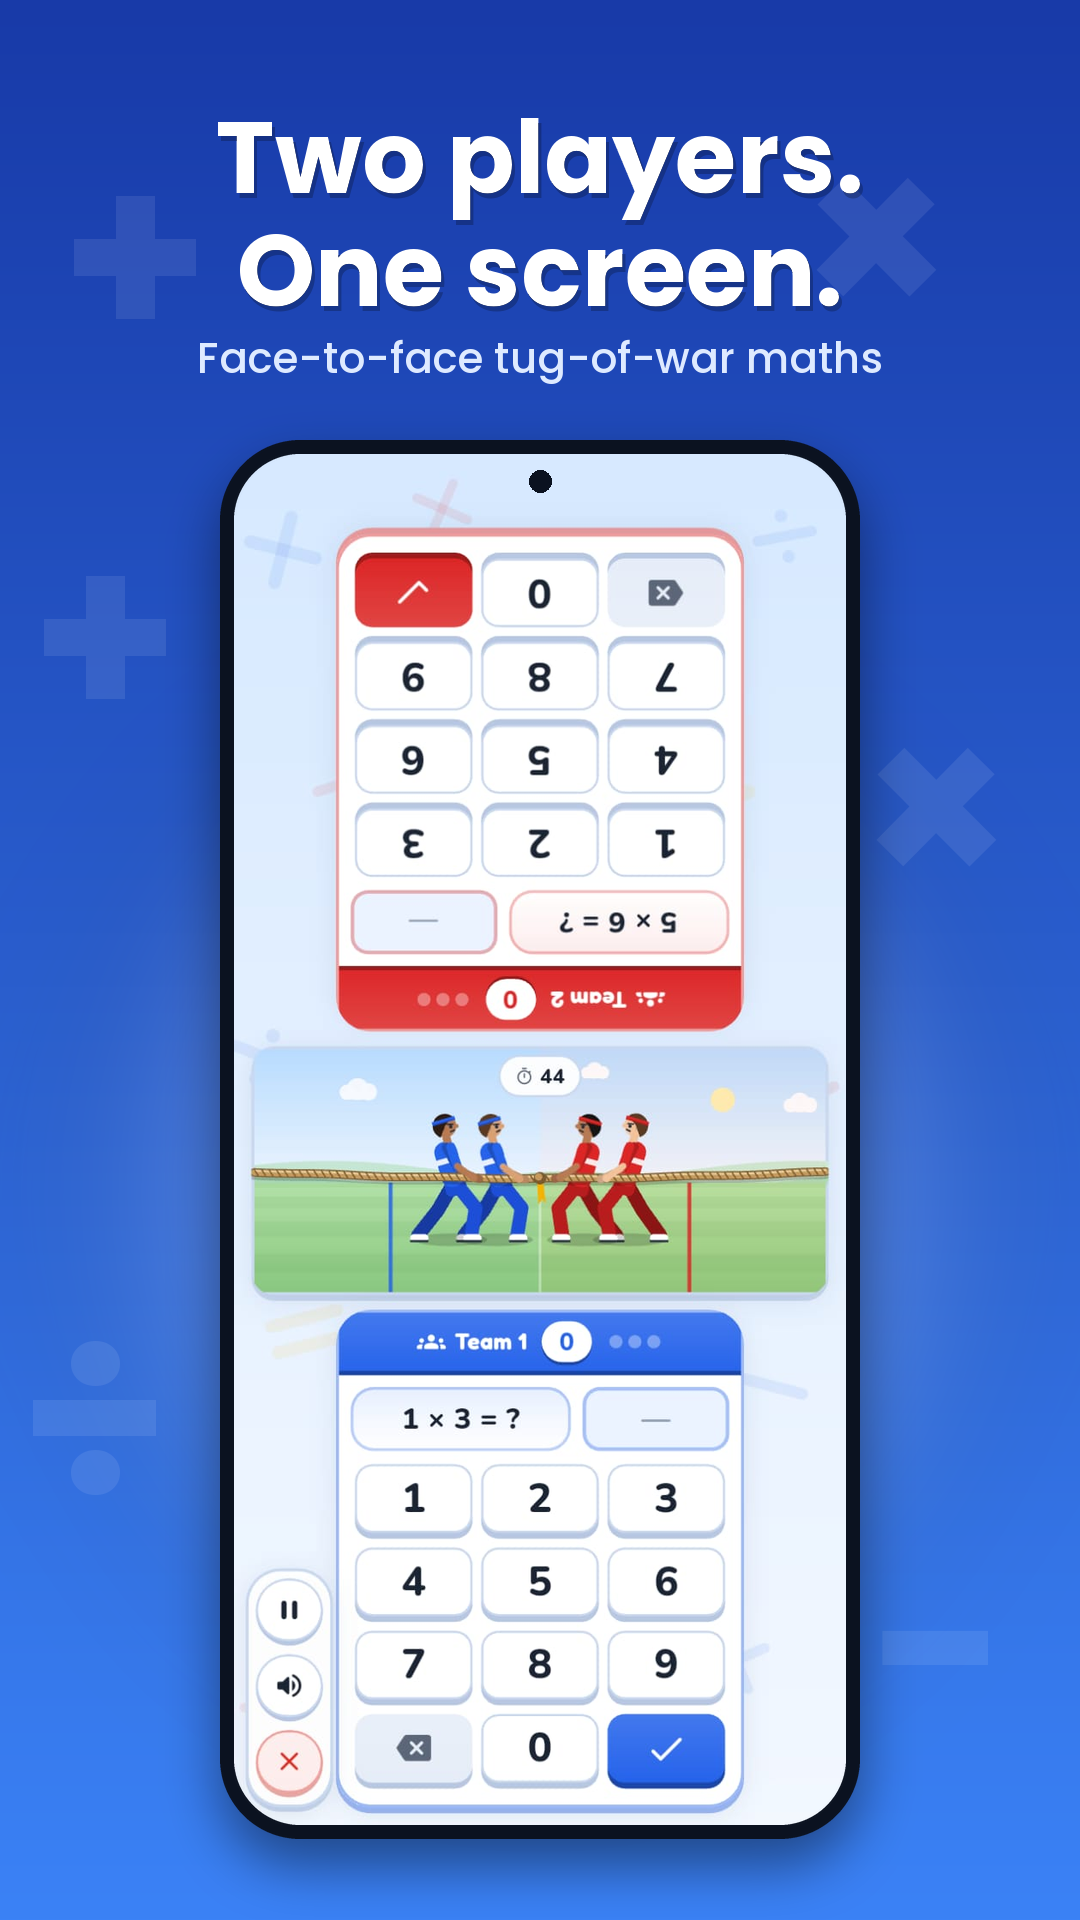 Two players.
One screen.
Face-to-face tug-of-war maths
0
9 8 7
6 5 4
3 2 1
— 5 × 6 = ?
0 Team 2
44
Team 1 0
1 × 3 = ? —
1 2 3
4 5 6
7 8 9
0